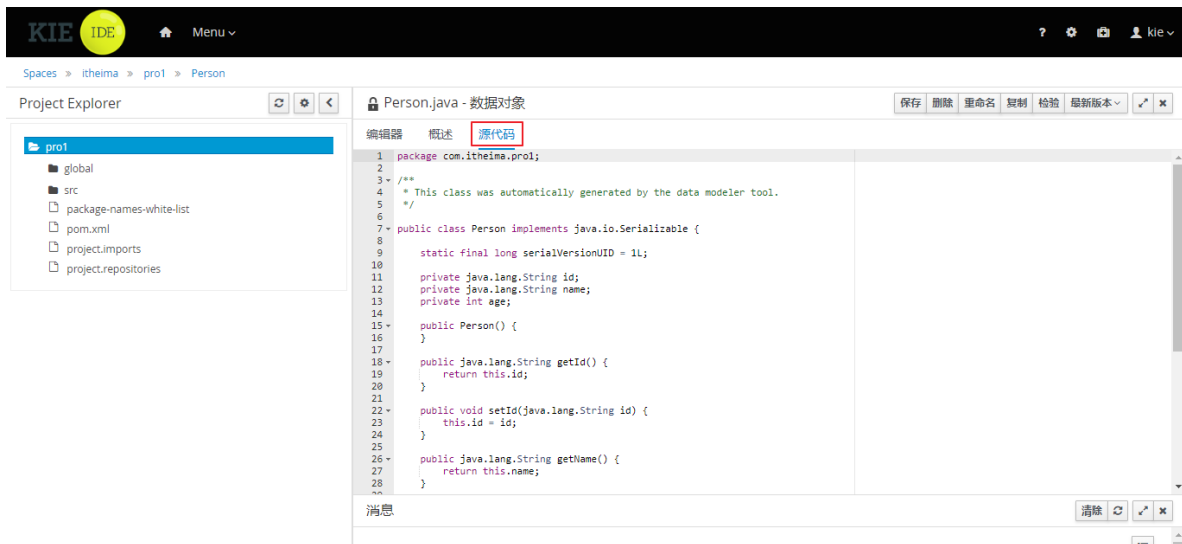 KIE IDE Menu ? kie
Spaces » itheima » pro1 » Person
Project Explorer
pro1
global
src
package-names-white-list
pom.xml
project.imports
project.repositories
Person.java - 数据对象
保存 删除 重命名 复制 检验 最新版本
编辑器 概述 源代码
1 package com.itheima.pro1;
2
3 /**
4 * This class was automatically generated by the data modeler tool.
5 */
6
7 public class Person implements java.io.Serializable {
8
9 static final long serialVersionUID = 1L;
10
11 private java.lang.String id;
12 private java.lang.String name;
13 private int age;
14
15 public Person() {
16 }
17
18 public java.lang.String getId() {
19 return this.id;
20 }
21
22 public void setId(java.lang.String id) {
23 this.id = id;
24 }
25
26 public java.lang.String getName() {
27 return this.name;
28 }
消息
清除